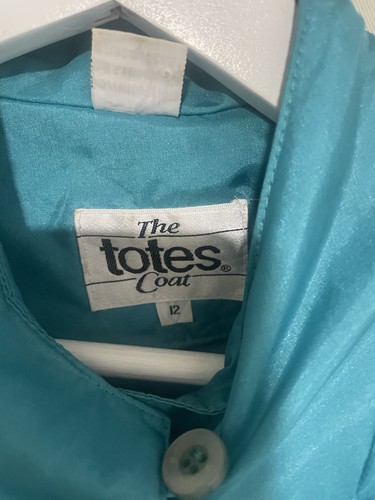 The
totes®
Coat
12